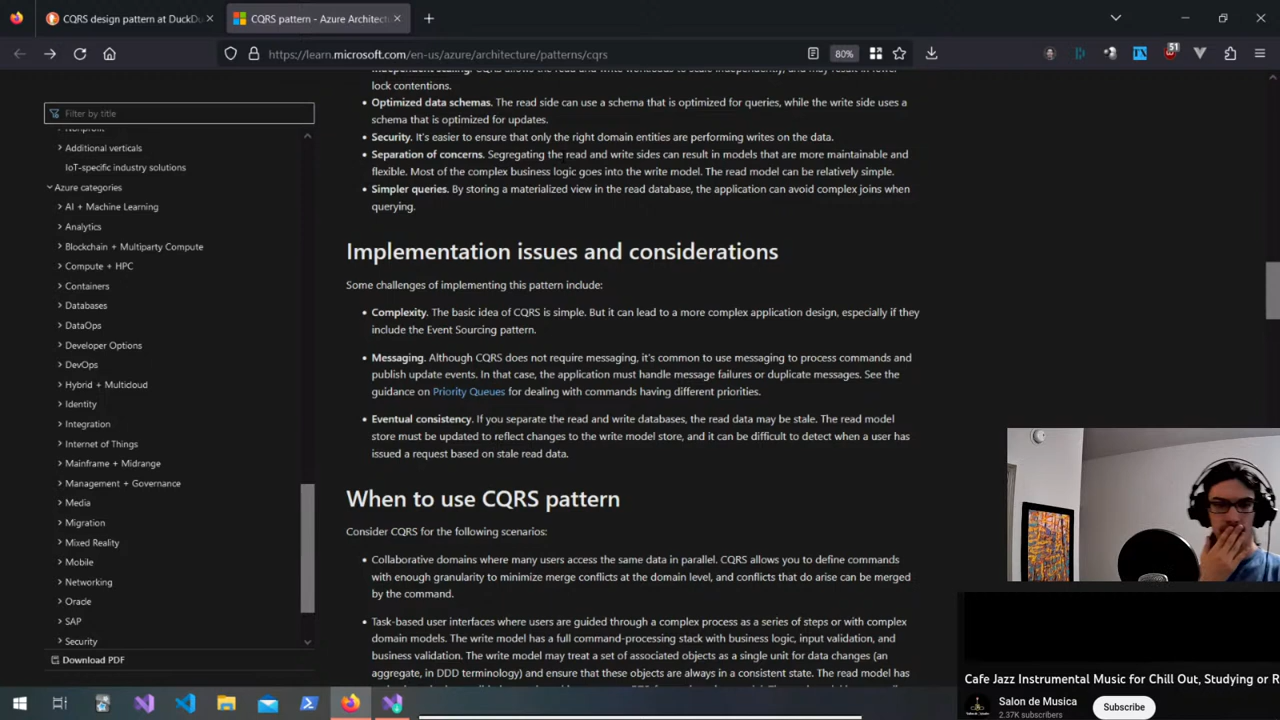 CQRS design pattern at DuckDu
CQRS pattern - Azure Architect
https://learn.microsoft.com/en-us/azure/architecture/patterns/cqrs
80%
51
Filter by title
Nonprofit
Additional verticals
IoT-specific industry solutions
Azure categories
AI + Machine Learning
Analytics
Blockchain + Multiparty Compute
Compute + HPC
Containers
Databases
DataOps
Developer Options
DevOps
Hybrid + Multicloud
Identity
Integration
Internet of Things
Mainframe + Midrange
Management + Governance
Media
Migration
Mixed Reality
Mobile
Networking
Oracle
SAP
Security
Download PDF
Independent scaling. CQRS allows the read and write workloads to scale independently, and may result in fewer
lock contentions.
Optimized data schemas. The read side can use a schema that is optimized for queries, while the write side uses a
schema that is optimized for updates.
Security. It's easier to ensure that only the right domain entities are performing writes on the data.
Separation of concerns. Segregating the read and write sides can result in models that are more maintainable and
flexible. Most of the complex business logic goes into the write model. The read model can be relatively simple.
Simpler queries. By storing a materialized view in the read database, the application can avoid complex joins when
querying.
Implementation issues and considerations
Some challenges of implementing this pattern include:
Complexity. The basic idea of CQRS is simple. But it can lead to a more complex application design, especially if they
include the Event Sourcing pattern.
Messaging. Although CQRS does not require messaging, it's common to use messaging to process commands and
publish update events. In that case, the application must handle message failures or duplicate messages. See the
guidance on Priority Queues for dealing with commands having different priorities.
Eventual consistency. If you separate the read and write databases, the read data may be stale. The read model
store must be updated to reflect changes to the write model store, and it can be difficult to detect when a user has
issued a request based on stale read data.
When to use CQRS pattern
Consider CQRS for the following scenarios:
Collaborative domains where many users access the same data in parallel. CQRS allows you to define commands
with enough granularity to minimize merge conflicts at the domain level, and conflicts that do arise can be merged
by the command.
Task-based user interfaces where users are guided through a complex process as a series of steps or with complex
domain models. The write model has a full command-processing stack with business logic, input validation, and
business validation. The write model may treat a set of associated objects as a single unit for data changes (an
aggregate, in DDD terminology) and ensure that these objects are always in a consistent state. The read model has
Cafe Jazz Instrumental Music for Chill Out, Studying or R
Salon de Musica
2.37K subscribers
Subscribe